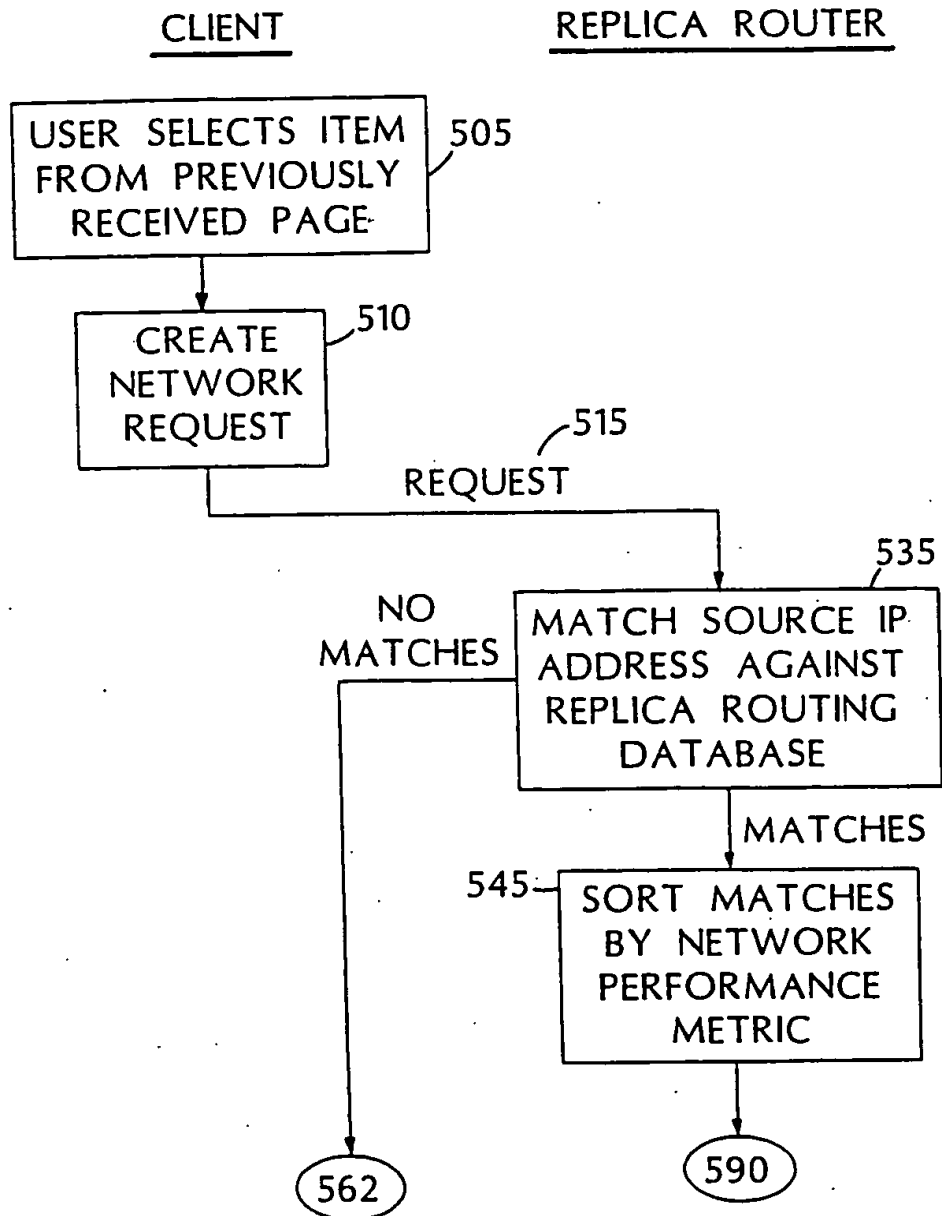 CLIENT
REPLICA ROUTER
USER SELECTS ITEM
FROM PREVIOUSLY
RECEIVED PAGE
505
CREATE
NETWORK
REQUEST
510
515
REQUEST
535
NO
MATCHES
MATCH SOURCE IP
ADDRESS AGAINST
REPLICA ROUTING
DATABASE
MATCHES
545
SORT MATCHES
BY NETWORK
PERFORMANCE
METRIC
562
590